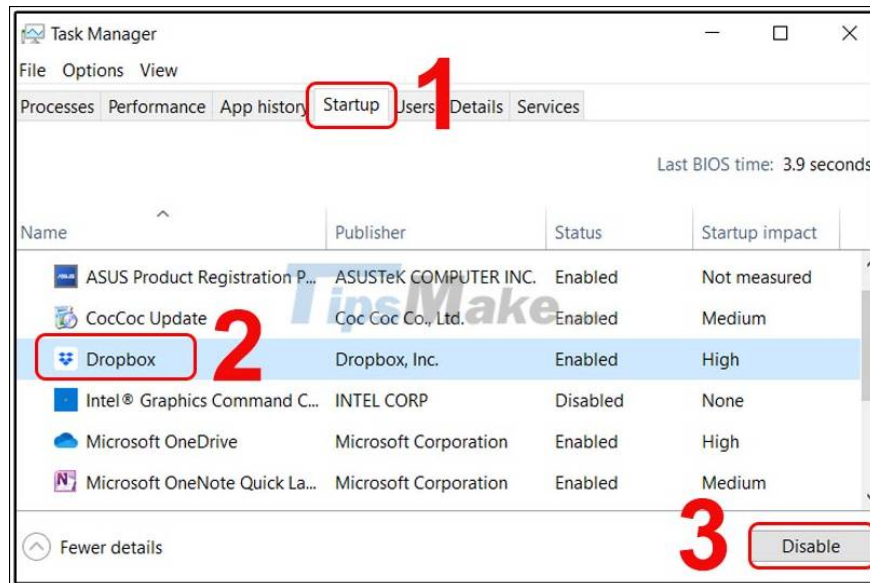 Task Manager
File Options View
1
Processes Performance App history Startup Users Details Services
Last BIOS time: 3.9 seconds
Name Publisher Status Startup impact
ASUS Product Registration P... ASUSTeK COMPUTER INC. Enabled Not measured
TipsMake
CocCoc Update Coc Coc Co., Ltd. Enabled Medium
2
Dropbox Dropbox, Inc. Enabled High
Intel® Graphics Command C... INTEL CORP Disabled None
Microsoft OneDrive Microsoft Corporation Enabled High
N
Microsoft OneNote Quick La... Microsoft Corporation Enabled Medium
3
Fewer details Disable